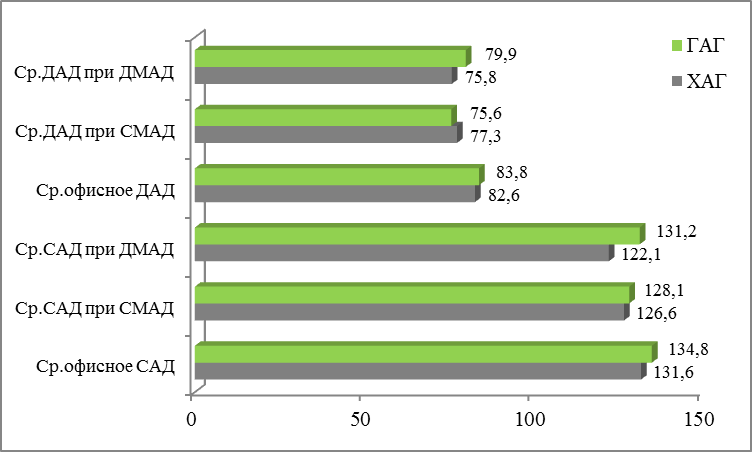 Ср.ДАД при ДМАД
79,9
75,8
Ср.ДАД при СМАД
75,6
77,3
Ср.офисное ДАД
83,8
82,6
Ср.САД при ДМАД
131,2
122,1
Ср.САД при СМАД
128,1
126,6
Ср.офисное САД
134,8
131,6
0 50 100 150
ГАГ
ХАГ